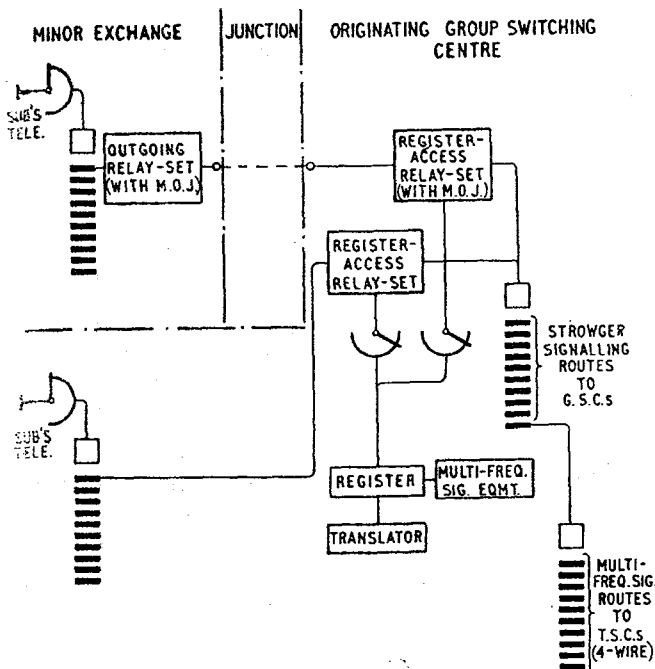 MINOR EXCHANGE
JUNCTION
ORIGINATING GROUP SWITCHING
CENTRE
SUB'S
TELE.
OUTGOING
RELAY-SET
(WITH M.O.J)
REGISTER-
ACCESS
RELAY-SET
(WITH M.O.J.)
REGISTER-
ACCESS
RELAY-SET
STROWGER
SIGNALLING
ROUTES
TO
G.S.C.s
SUB'S
TELE.
REGISTER
MULTI-FREQ.
SIG. EQMT.
TRANSLATOR
MULTI-
FREQ.SIG.
ROUTES
TO
T.S.C.s
(4-WIRE)